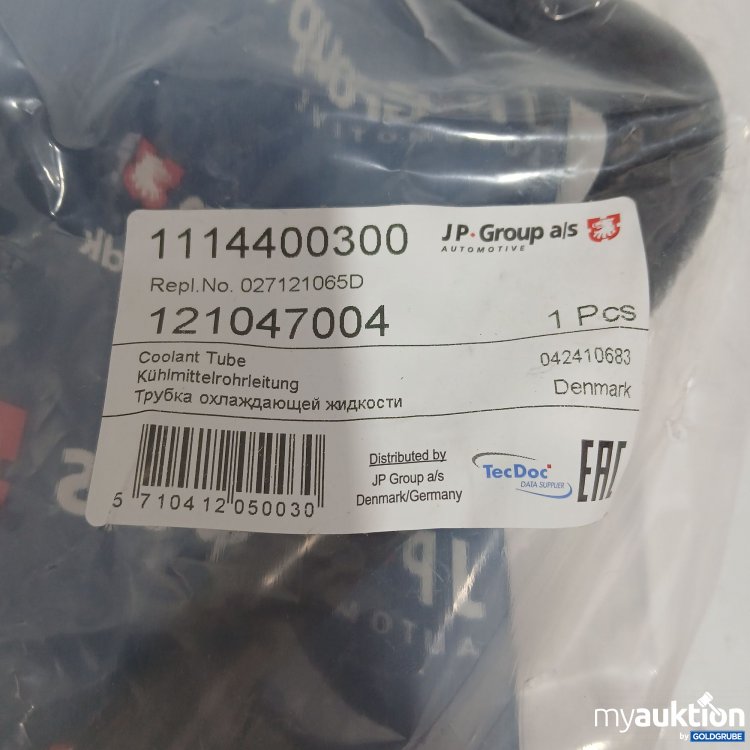 1114400300
JP·Group a/s
AUTOMOTIVE
Repl.No. 027121065D
121047004
1 Pcs
Coolant Tube
042410683
Kühlmittelrohrleitung
Denmark
Трубка охлаждающей жидкости
Distributed by
JP Group a/s
Denmark/Germany
TecDoc
DATA SUPPLIER
EAC
5 710412 050030
JP
myauktion
by GOLDGRUBE